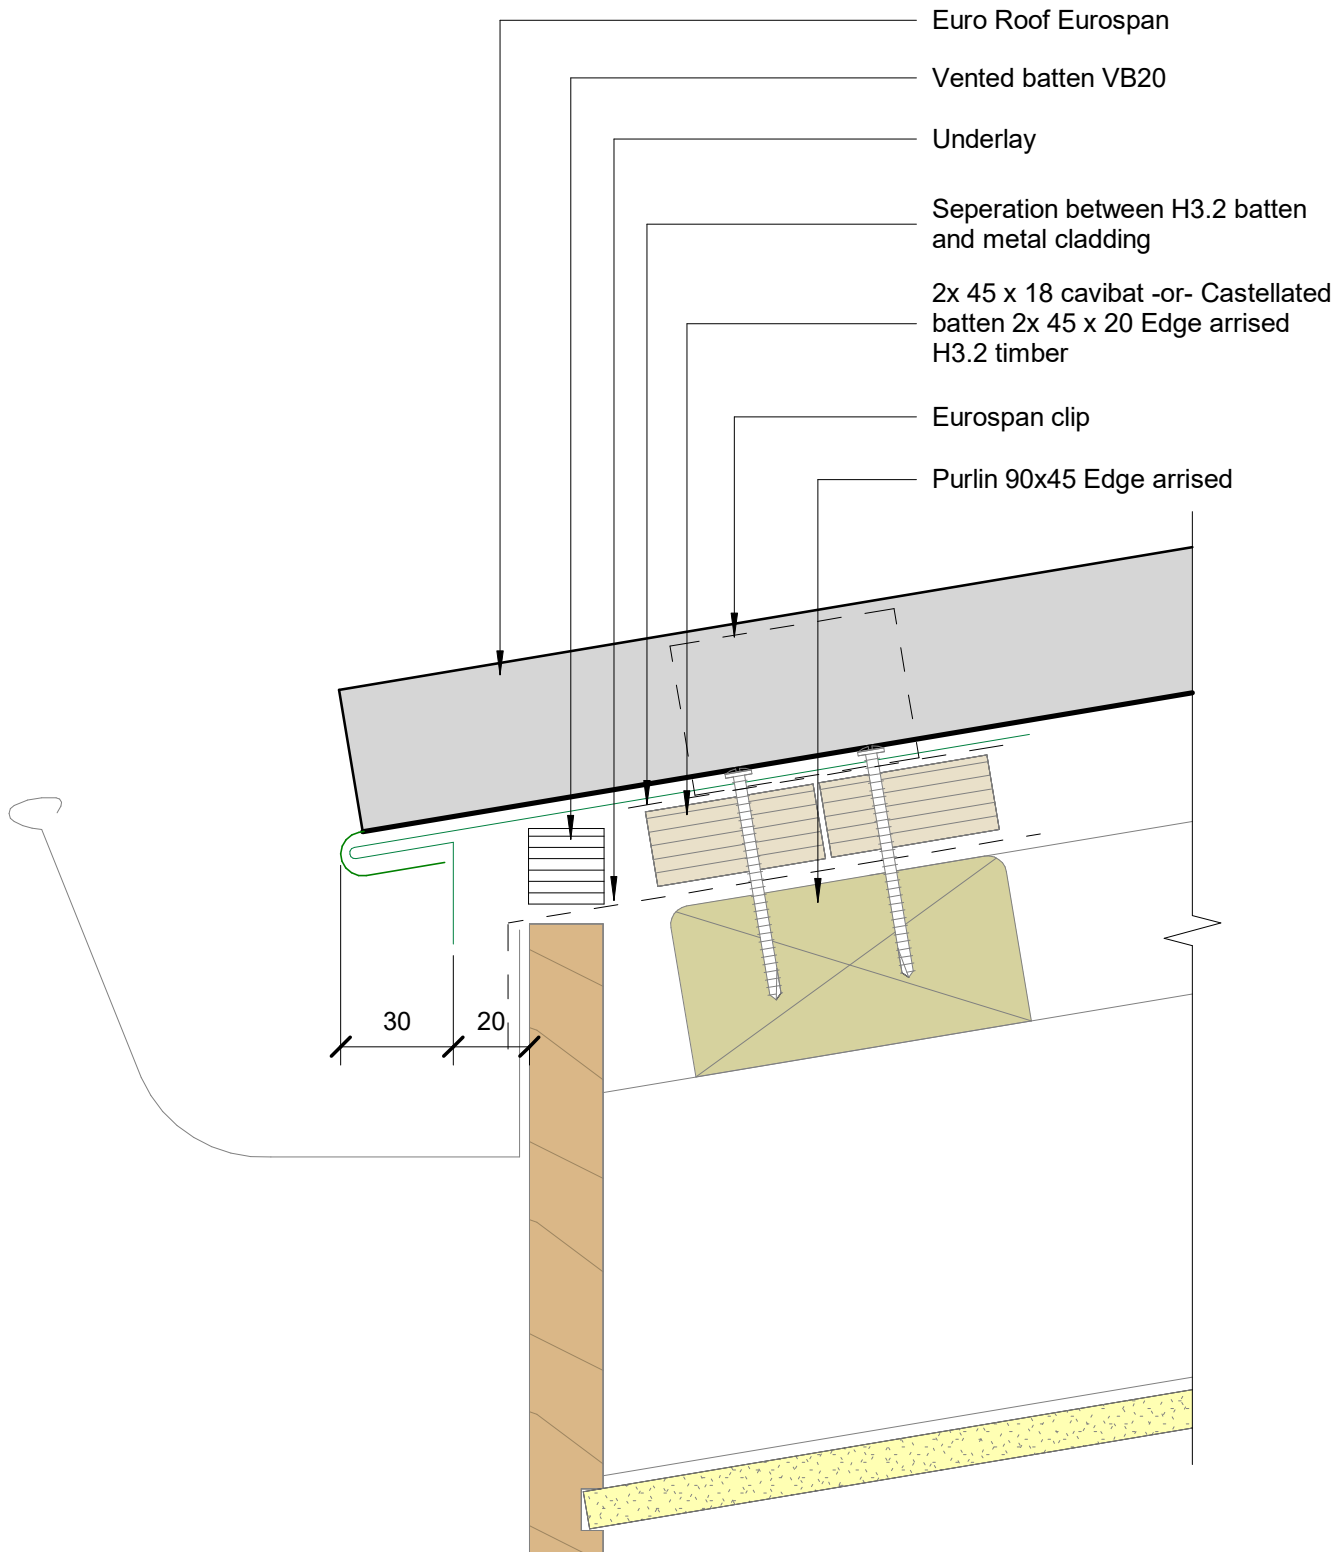 Euro Roof Eurospan
Vented batten VB20
Underlay
Seperation between H3.2 batten
and metal cladding
2x 45 x 18 cavibat -or- Castellated
batten 2x 45 x 20 Edge arrised
H3.2 timber
Eurospan clip
Purlin 90x45 Edge arrised
30
20